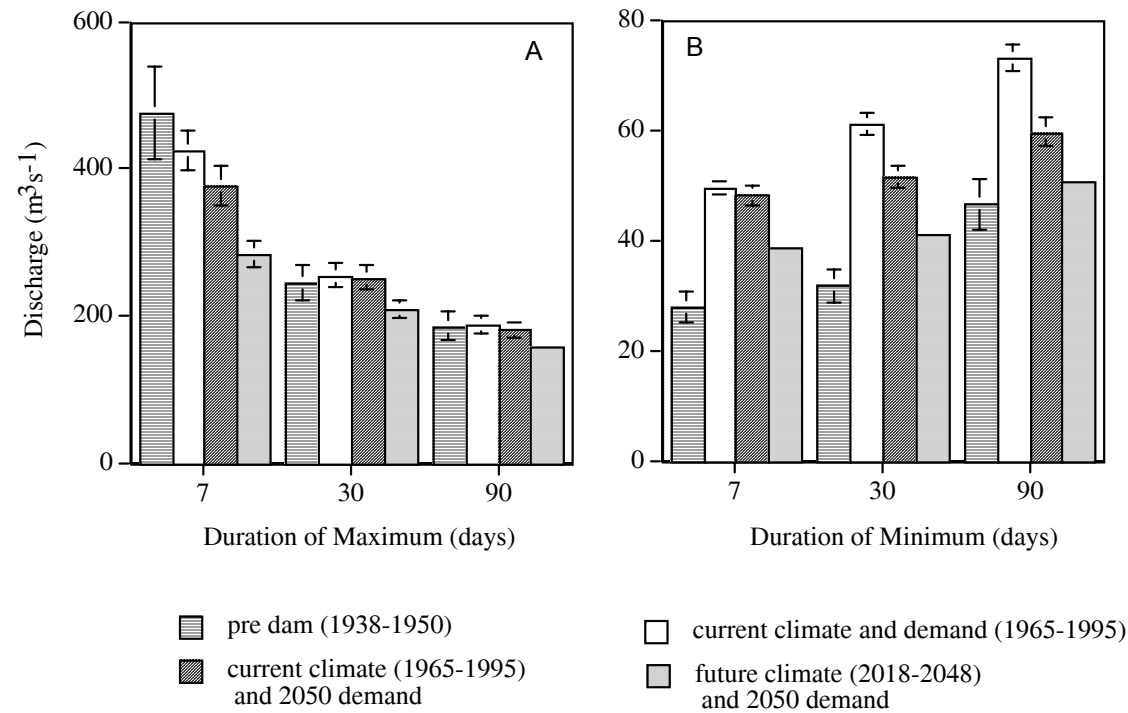 600
400
200
0
Discharge (m³s-1)
A
7 30 90
Duration of Maximum (days)
80
60
40
20
0
B
7 30 90
Duration of Minimum (days)
pre dam (1938-1950)
current climate (1965-1995)
and 2050 demand
current climate and demand (1965-1995)
future climate (2018-2048)
and 2050 demand